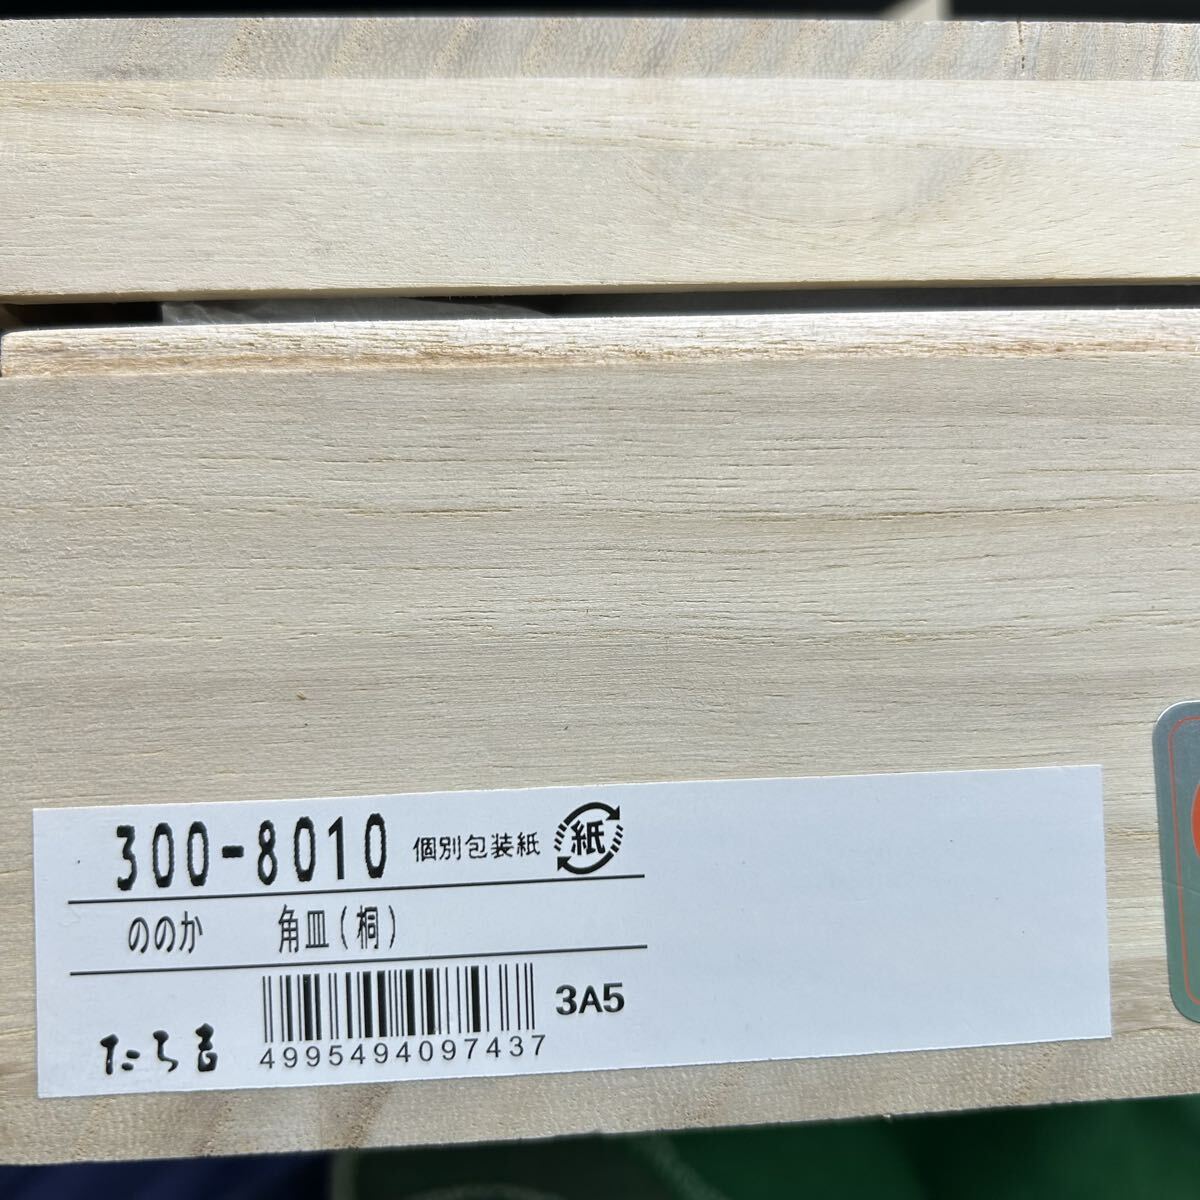 300-8010 個別包装紙 紙
ののか 角皿(桐)
3A5
たち吉 4995494097437